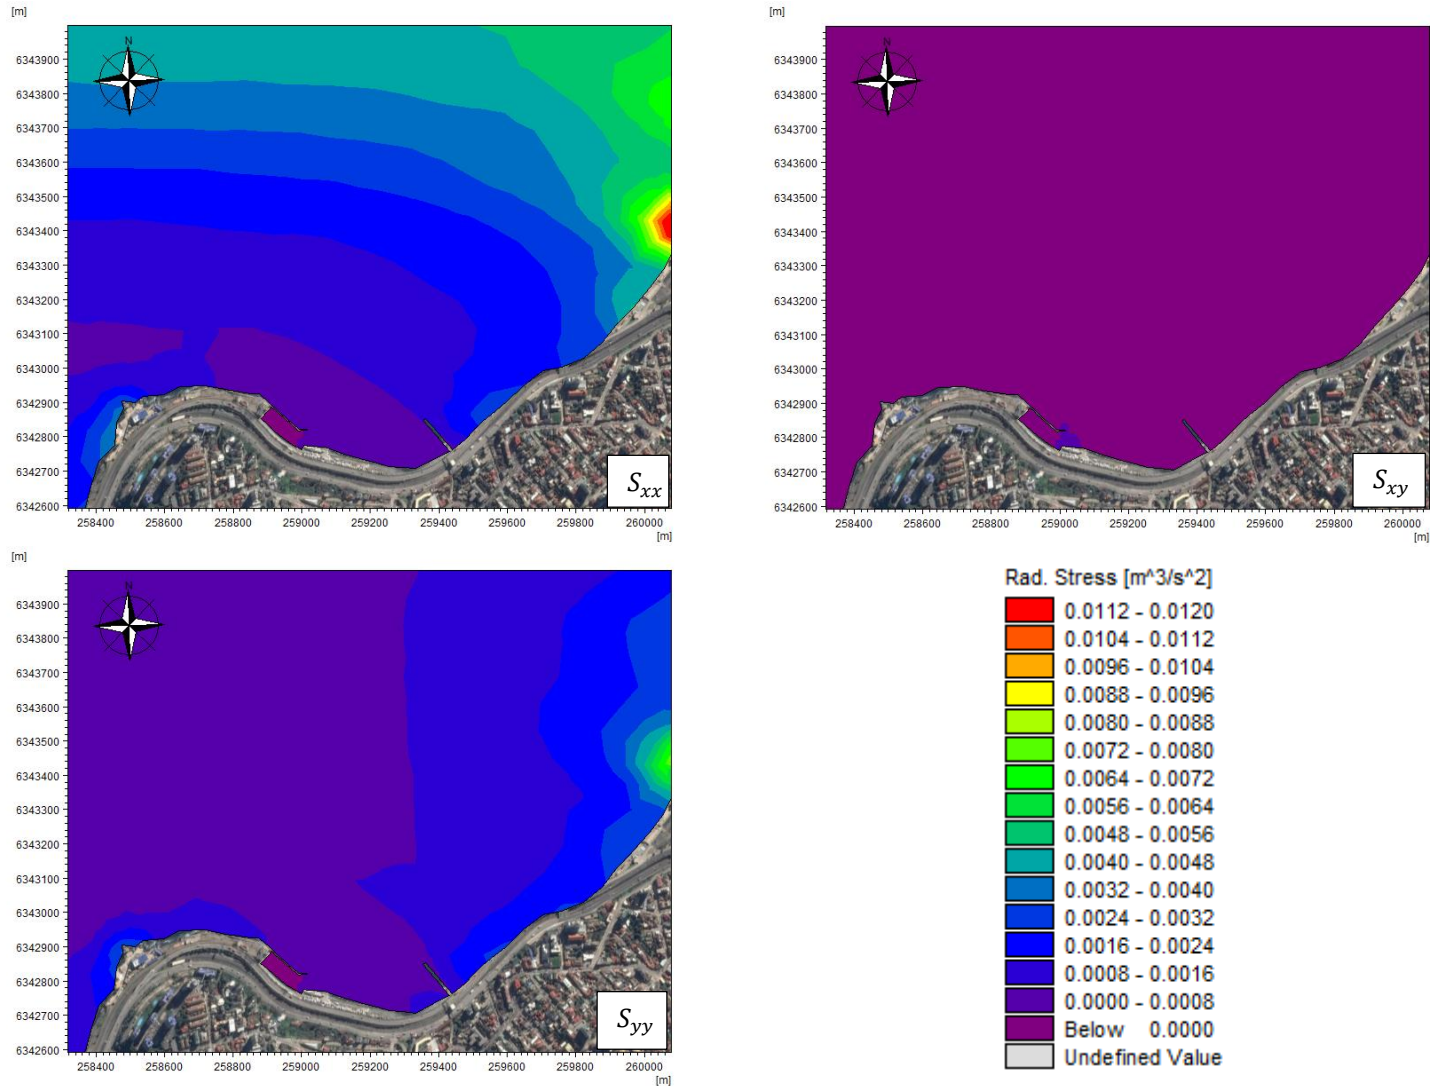 [m]
N
6343900
6343800
6343700
6343600
6343500
6343400
6343300
6343200
6343100
6343000
6342900
6342800
6342700
6342600
S_xx
258400 258600 258800 259000 259200 259400 259600 259800 260000
[m]
[m]
N
6343900
6343800
6343700
6343600
6343500
6343400
6343300
6343200
6343100
6343000
6342900
6342800
6342700
6342600
S_xy
258400 258600 258800 259000 259200 259400 259600 259800 260000
[m]
[m]
N
6343900
6343800
6343700
6343600
6343500
6343400
6343300
6343200
6343100
6343000
6342900
6342800
6342700
6342600
S_yy
258400 258600 258800 259000 259200 259400 259600 259800 260000
[m]
Rad. Stress [m^3/s^2]
0.0112 - 0.0120
0.0104 - 0.0112
0.0096 - 0.0104
0.0088 - 0.0096
0.0080 - 0.0088
0.0072 - 0.0080
0.0064 - 0.0072
0.0056 - 0.0064
0.0048 - 0.0056
0.0040 - 0.0048
0.0032 - 0.0040
0.0024 - 0.0032
0.0016 - 0.0024
0.0008 - 0.0016
0.0000 - 0.0008
Below 0.0000
Undefined Value